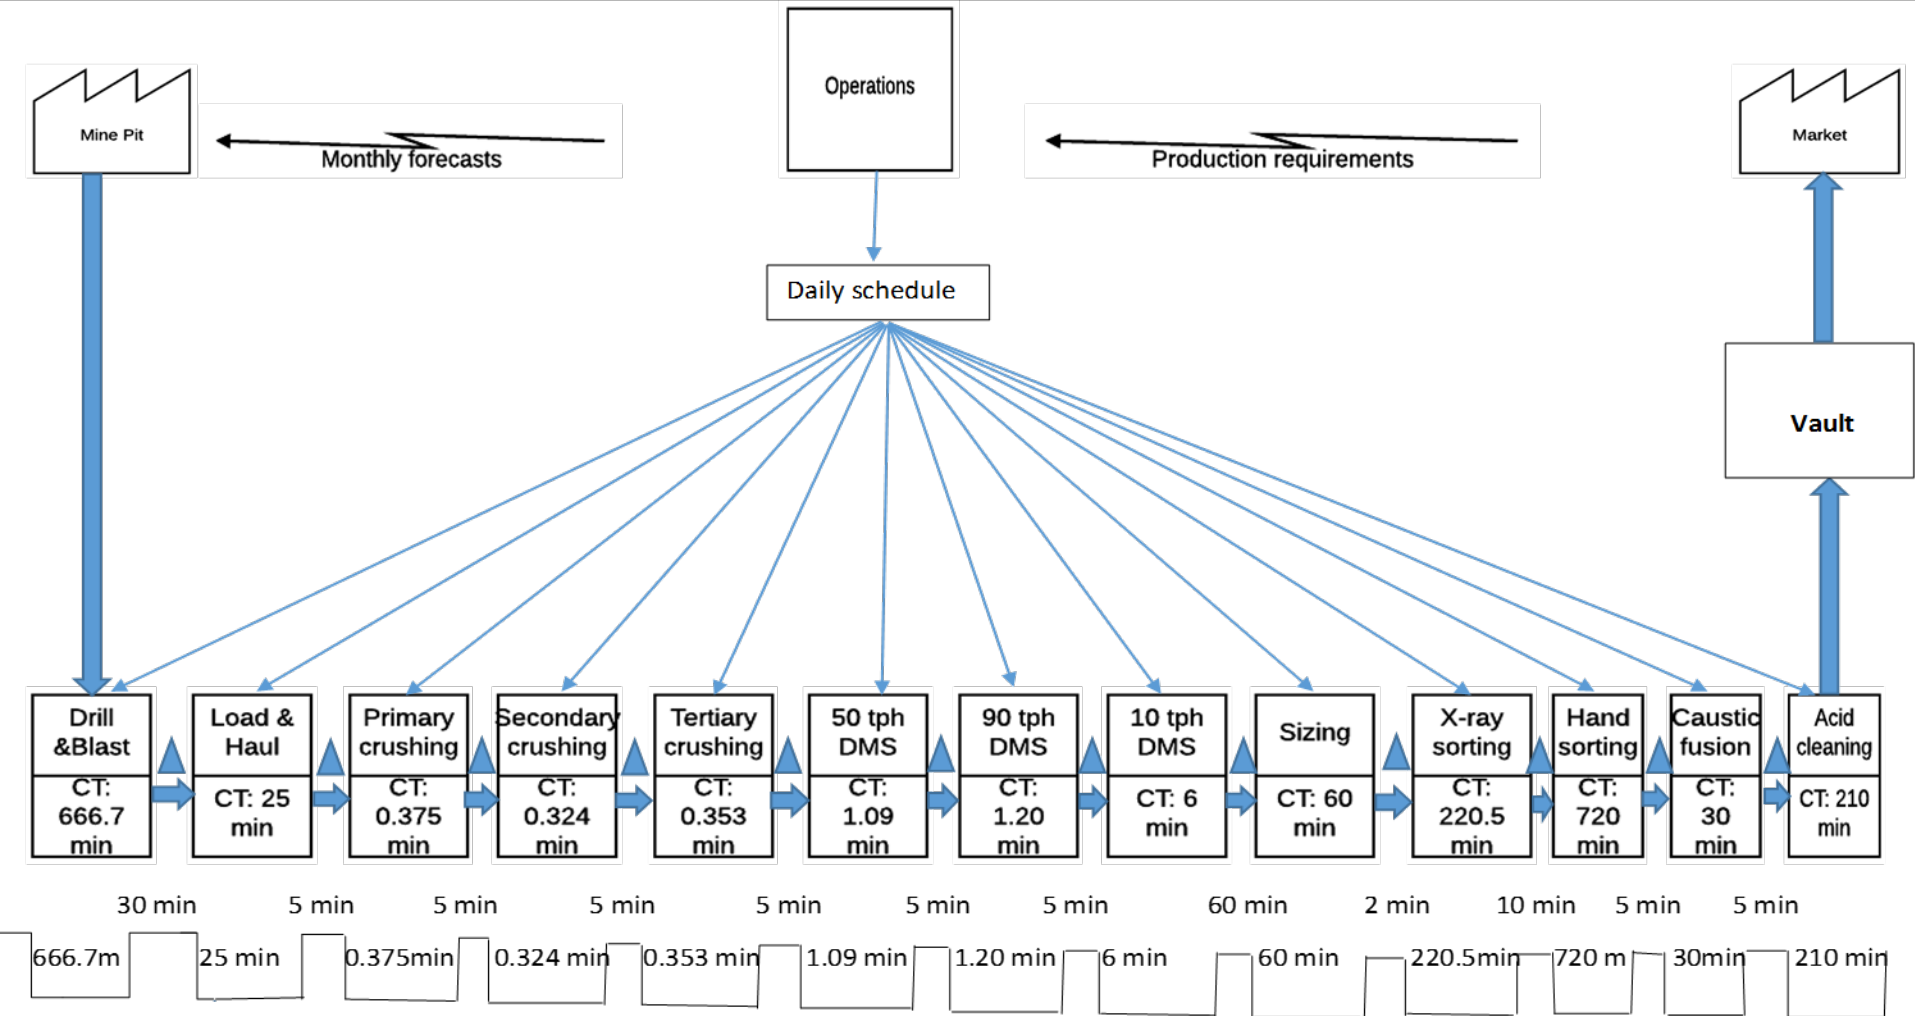 Operations
Mine Pit
Market
Monthly forecasts
Production requirements
Daily schedule
Vault
Drill
&Blast
CT:
666.7
min
Load &
Haul
CT: 25
min
Primary
crushing
CT:
0.375
min
Secondary
crushing
CT:
0.324
min
Tertiary
crushing
CT:
0.353
min
50 tph
DMS
CT:
1.09
min
90 tph
DMS
CT:
1.20
min
10 tph
DMS
CT: 6
min
Sizing
CT: 60
min
X-ray
sorting
CT:
220.5
min
Hand
sorting
CT:
720
min
Caustic
fusion
CT:
30
min
Acid
cleaning
CT: 210
min
30 min 5 min 5 min 5 min 5 min 5 min 5 min 60 min 2 min 10 min 5 min 5 min
666.7m 25 min 0.375min 0.324 min 0.353 min 1.09 min 1.20 min 6 min 60 min 220.5min 720 m 30min 210 min